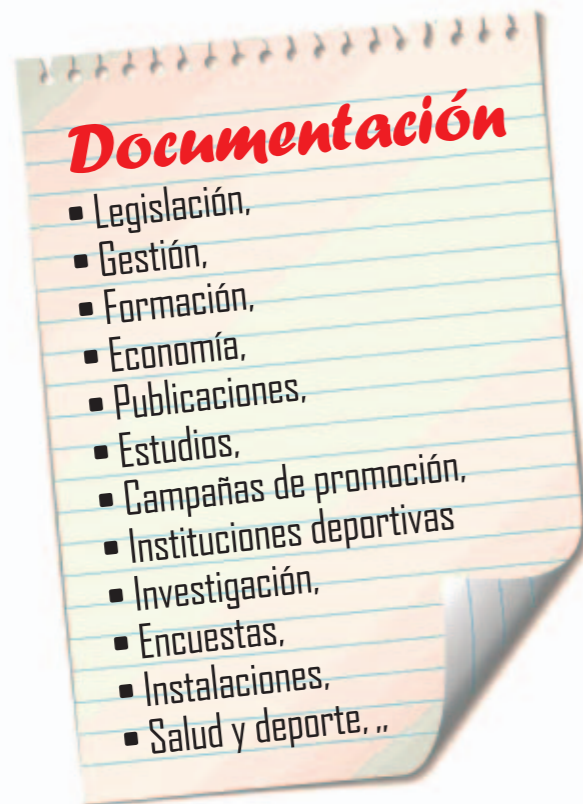 Documentación
▪ Legislación,
▪ Gestión,
▪ Formación,
▪ Economía,
▪ Publicaciones,
▪ Estudios,
▪ Campañas de promoción,
▪ Instituciones deportivas
▪ Investigación,
▪ Encuestas,
▪ Instalaciones,
▪ Salud y deporte, ,,